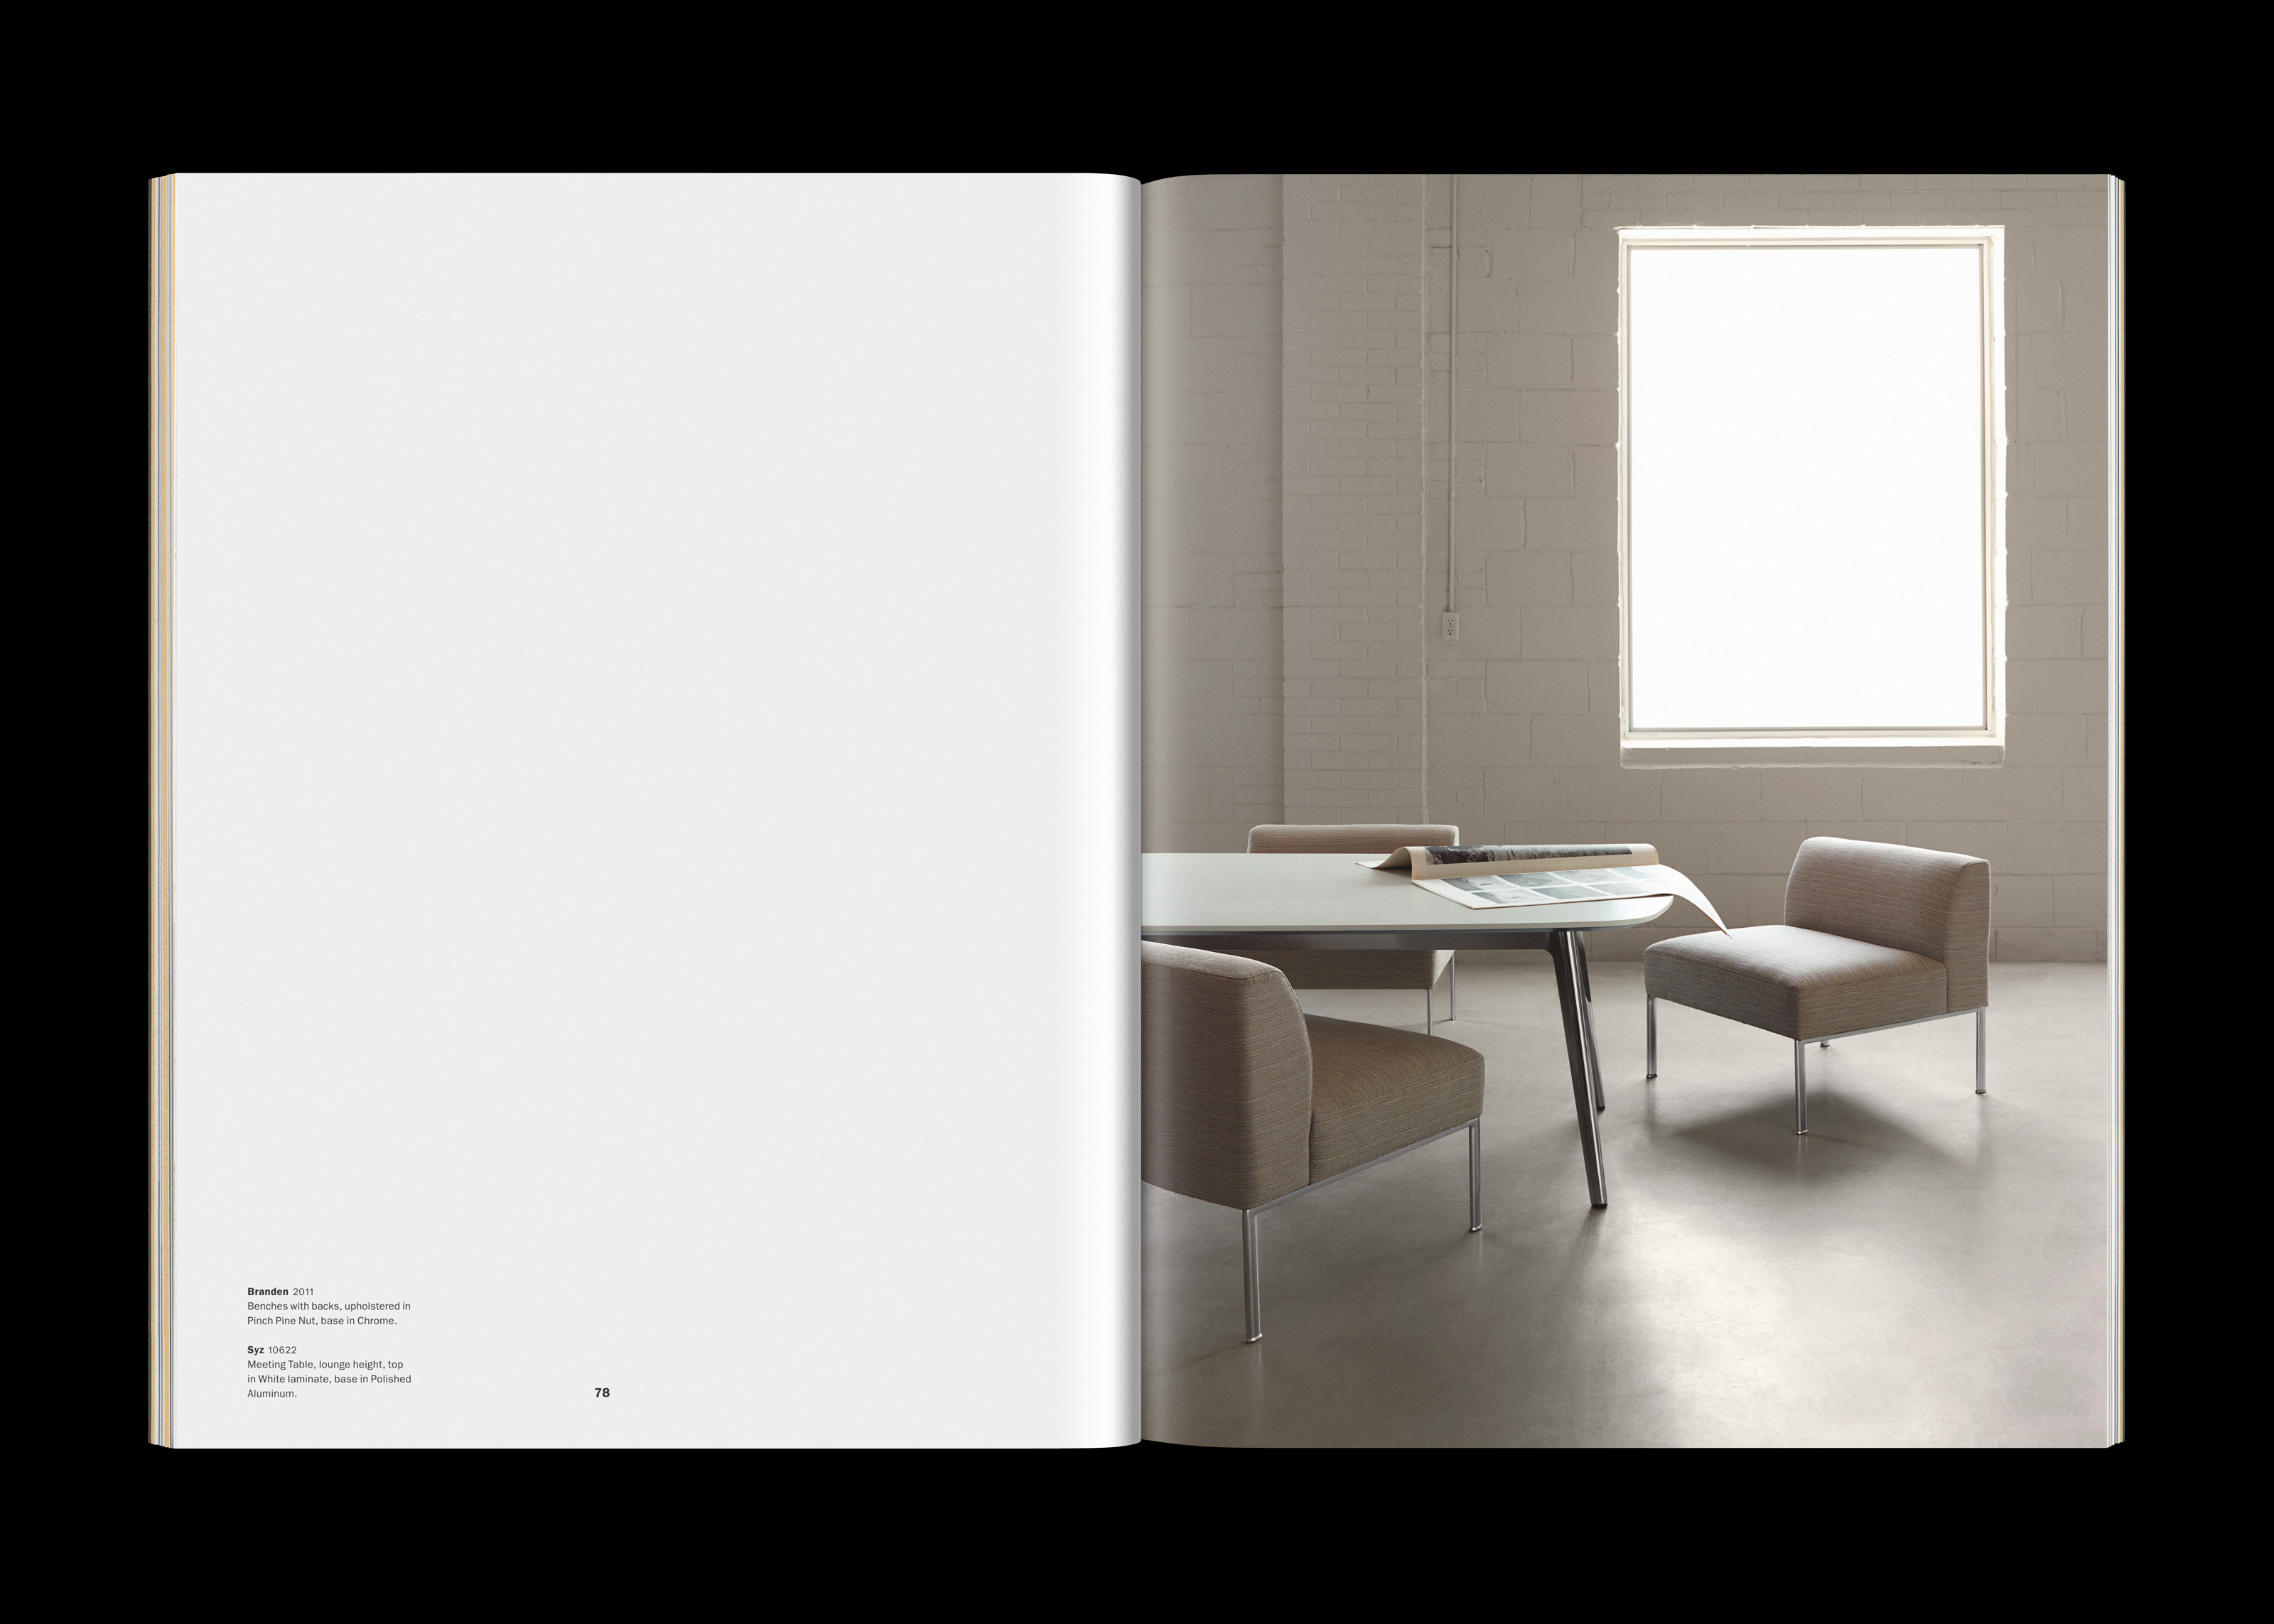 Branden 2011
Benches with backs, upholstered in
Pinch Pine Nut, base in Chrome.
Syz 10622
Meeting Table, lounge height, top
in White laminate, base in Polished
Aluminum.
78